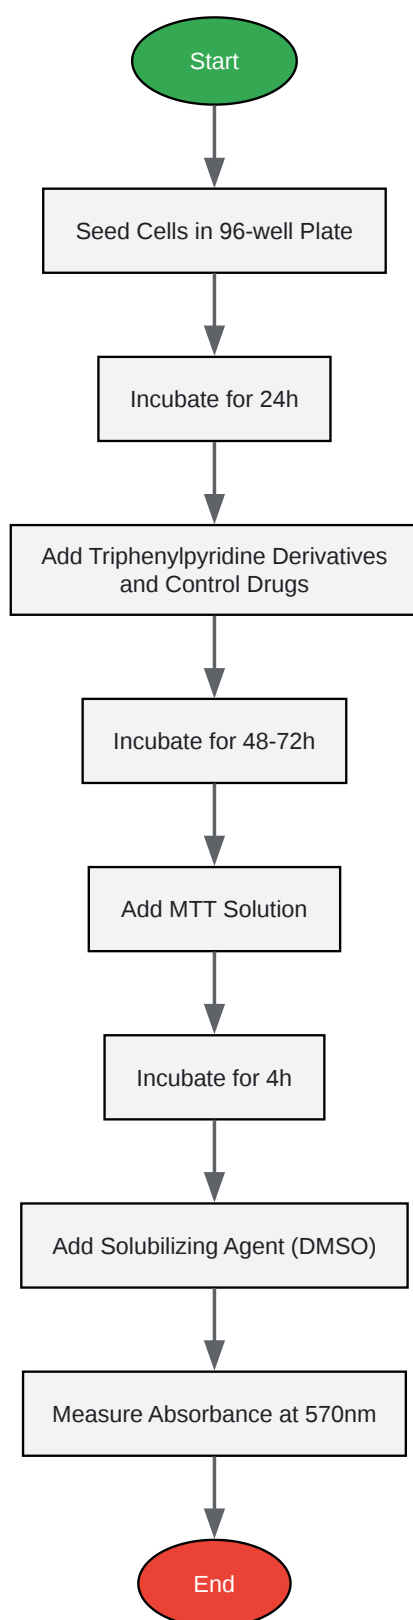 Start
Seed Cells in 96-well Plate
Incubate for 24h
Add Triphenylpyridine Derivatives
and Control Drugs
Incubate for 48-72h
Add MTT Solution
Incubate for 4h
Add Solubilizing Agent (DMSO)
Measure Absorbance at 570nm
End